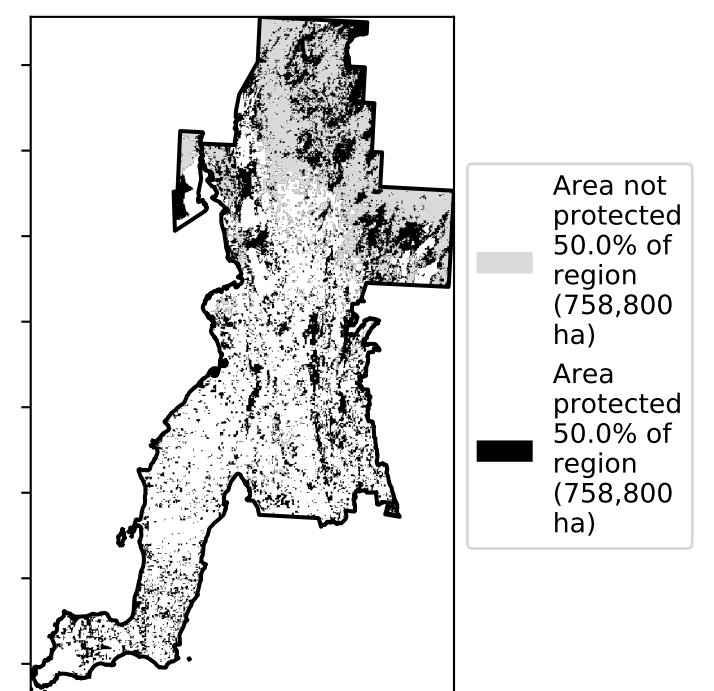 Area not
protected
50.0% of
region
(758,800
ha)
Area
protected
50.0% of
region
(758,800
ha)